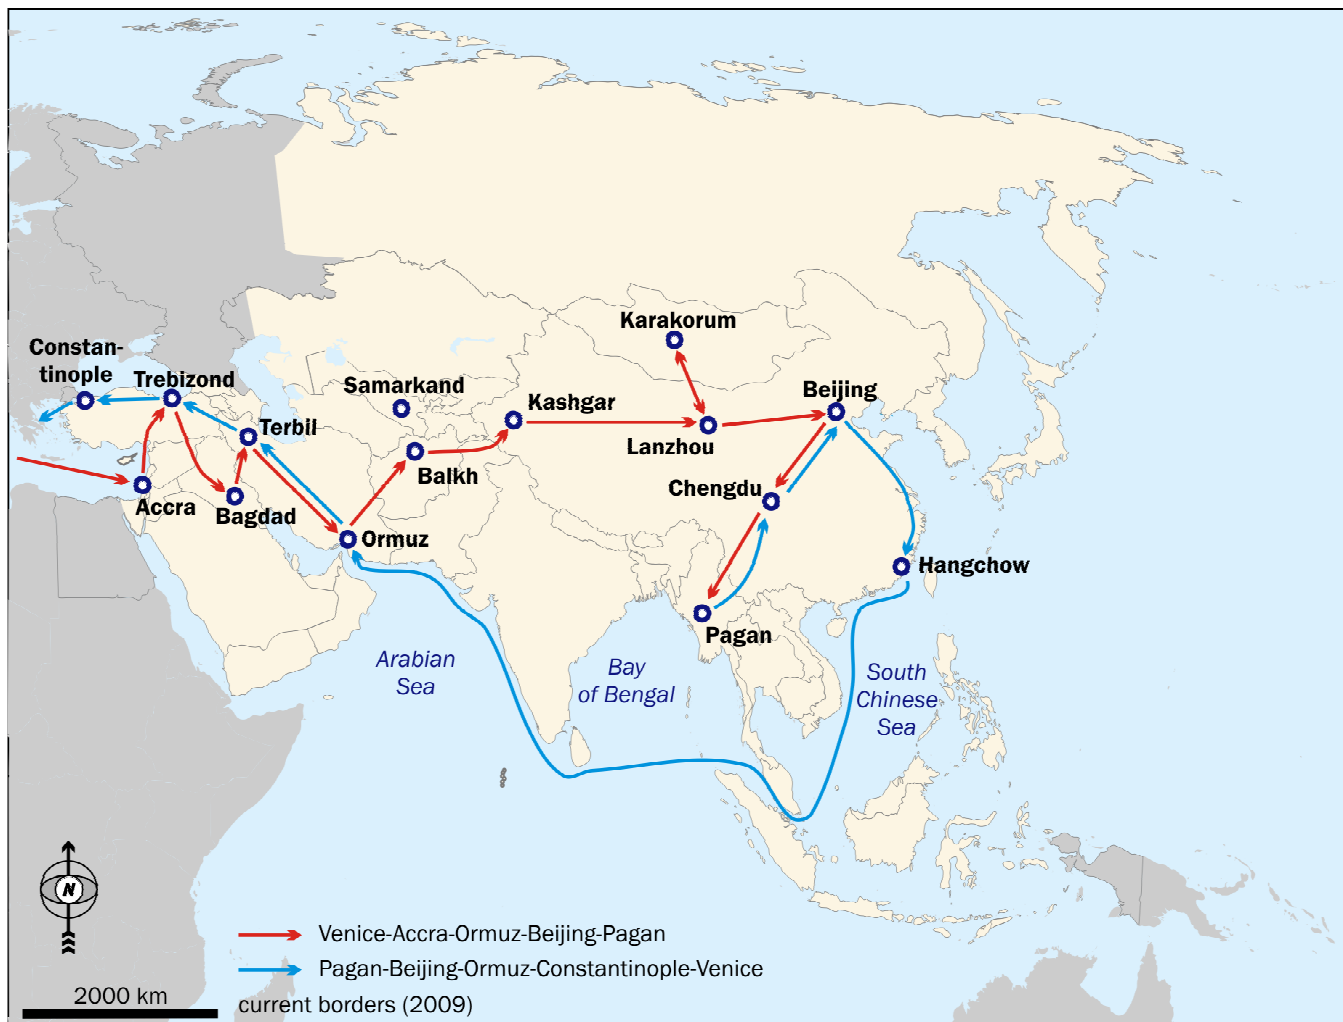 Karakorum
Constan-
tinople
Trebizond
Samarkand
Beijing
Kashgar
Terbil
Lanzhou
Balkh
Chengdu
Accra
Bagdad
Ormuz
Hangchow
Pagan
Arabian
Sea
Bay
of Bengal
South
Chinese
Sea
N
Venice-Accra-Ormuz-Beijing-Pagan
Pagan-Beijing-Ormuz-Constantinople-Venice
2000 km
current borders (2009)